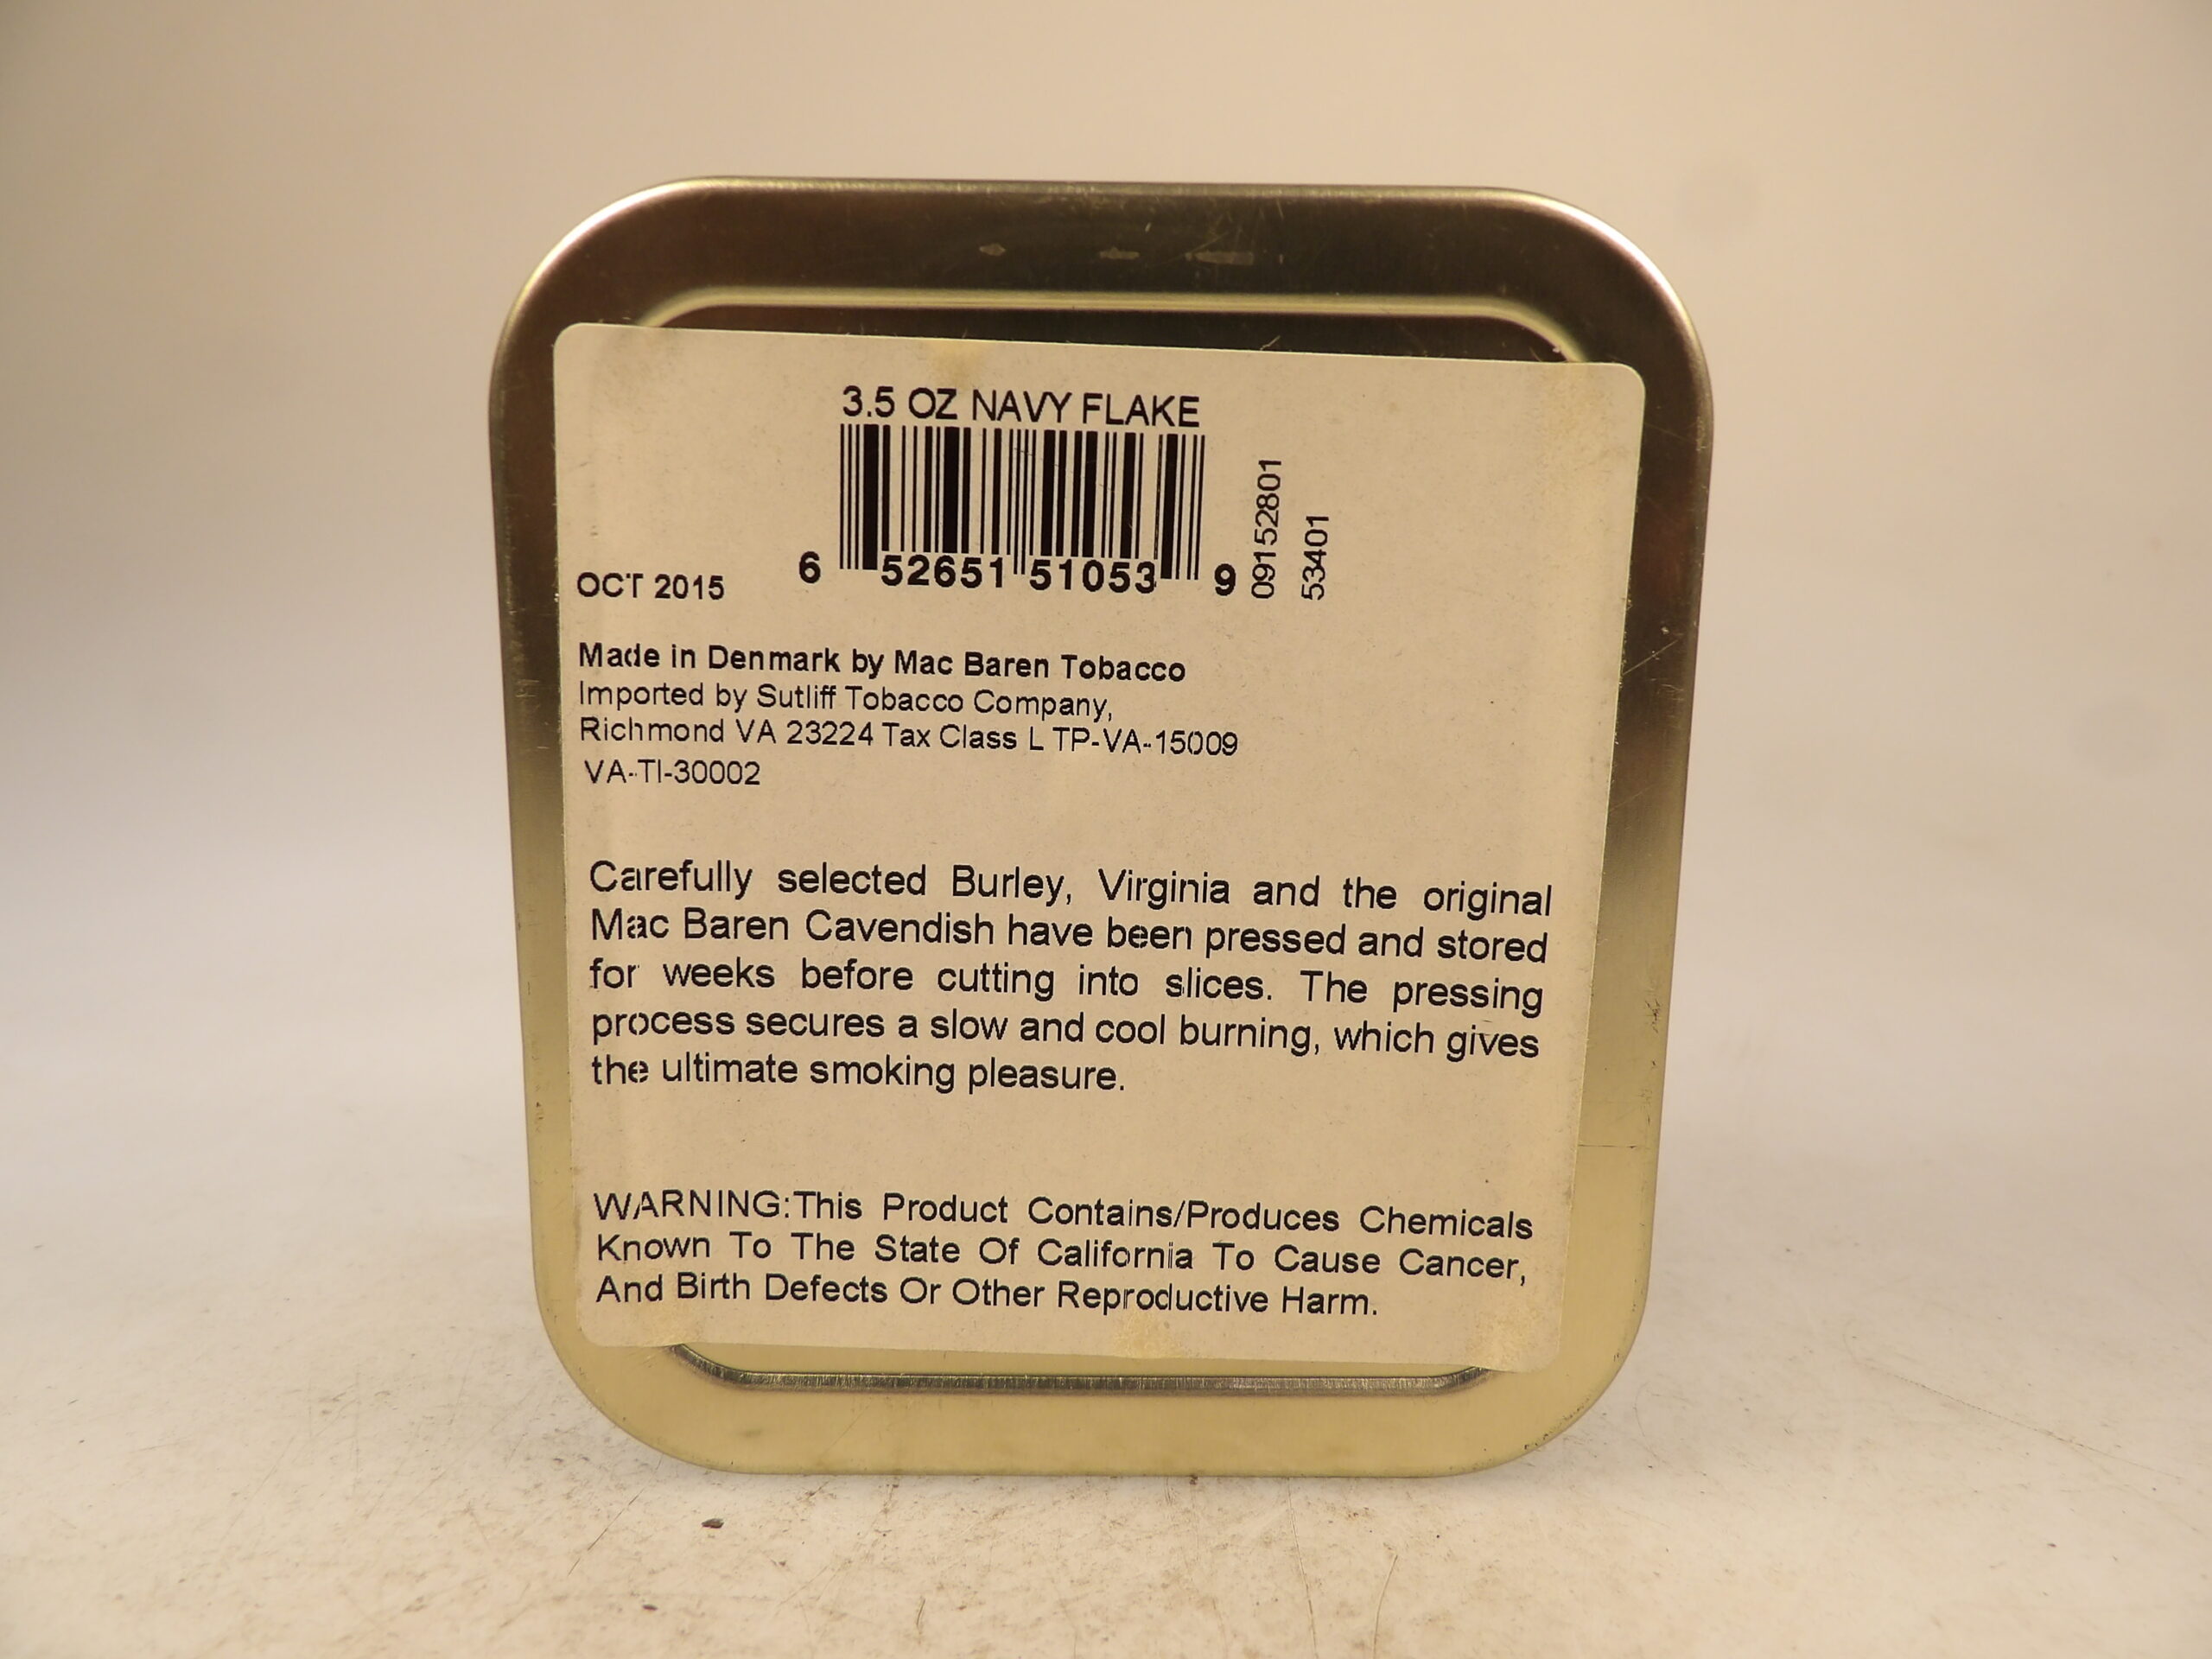 3.5 OZ NAVY FLAKE
6 52651 51053 9
09152801
53401
OCT 2015
Made in Denmark by Mac Baren Tobacco
Imported by Sutliff Tobacco Company,
Richmond VA 23224 Tax Class L TP-VA-15009
VA-TI-30002
Carefully selected Burley, Virginia and the original
Mac Baren Cavendish have been pressed and stored
for weeks before cutting into slices. The pressing
process secures a slow and cool burning, which gives
the ultimate smoking pleasure.
WARNING:This Product Contains/Produces Chemicals
Known To The State Of California To Cause Cancer,
And Birth Defects Or Other Reproductive Harm.